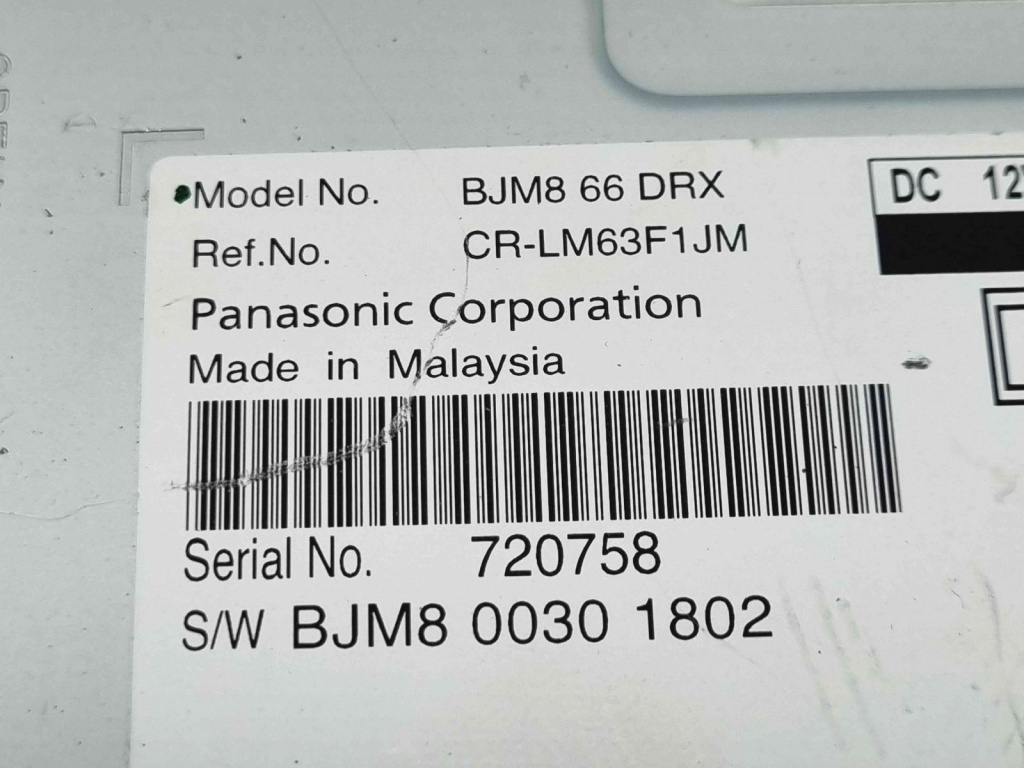 Model No. BJM8 66 DRX
DC 12V
Ref.No. CR-LM63F1JM
Panasonic Corporation
Made in Malaysia
Serial No. 720758
S/W BJM8 0030 1802